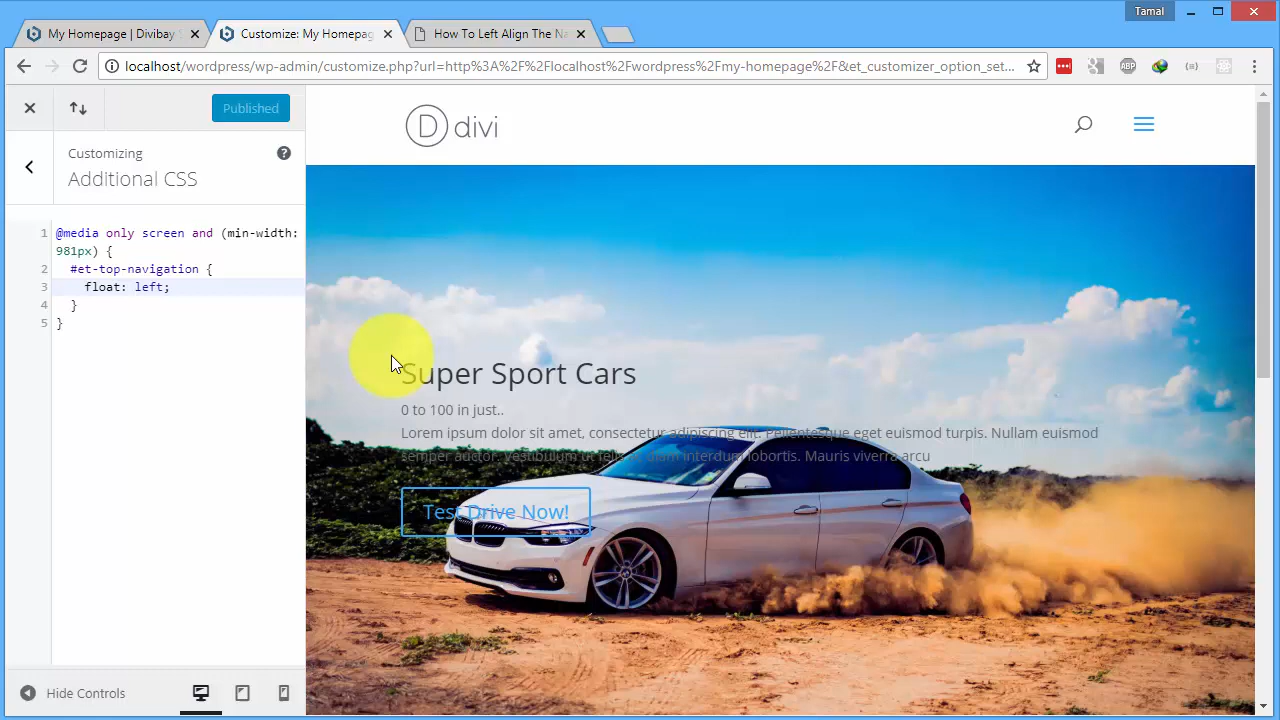 Tamal
My Homepage | Divibay S
Customize: My Homepag
How To Left Align The Na
localhost/wordpress/wp-admin/customize.php?url=http%3A%2F%2Flocalhost%2Fwordpress%2Fmy-homepage%2F&et_customizer_option_set...
ABP
Published
D divi
Customizing
Additional CSS
1 @media only screen and (min-width:
981px) {
2 #et-top-navigation {
3 float: left;
4 }
5 }
Super Sport Cars
0 to 100 in just..
Lorem ipsum dolor sit amet, consectetur adipiscing elit. Pellentesque eget euismod turpis. Nullam euismod
semper auctor. Vestibulum ut felis ut diam interdum lobortis. Mauris viverra arcu
Test Drive Now!
Hide Controls